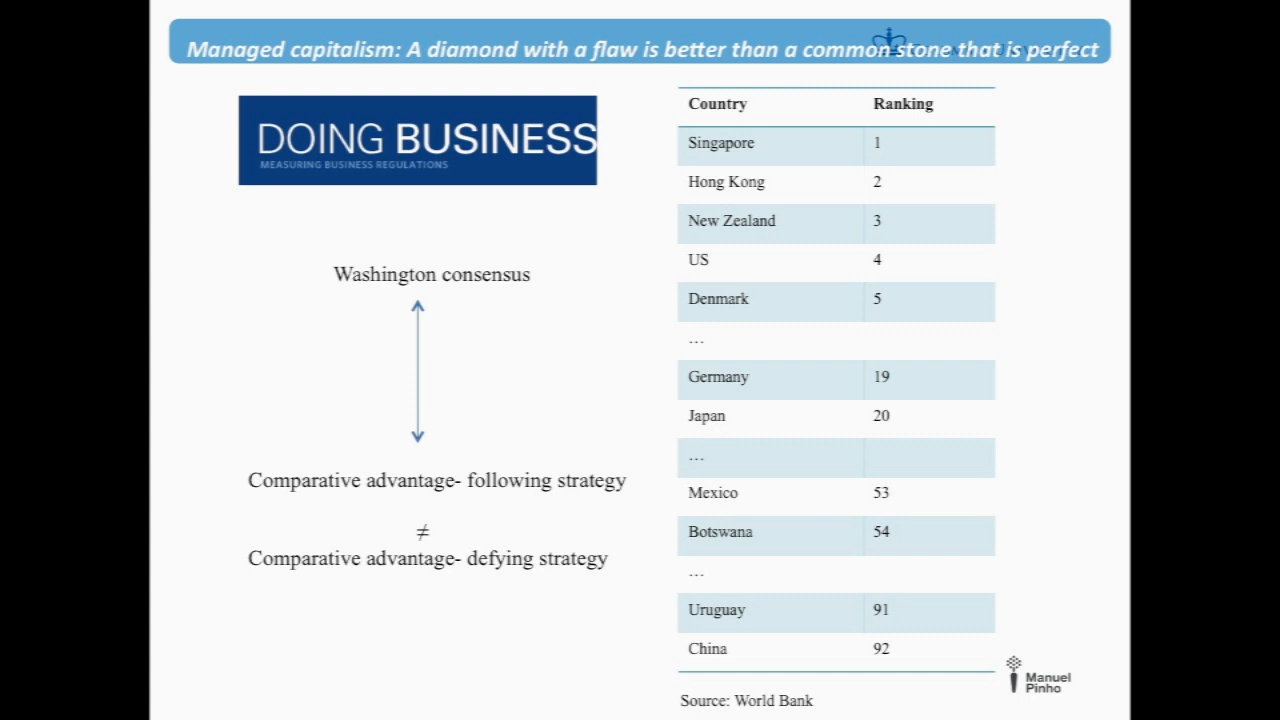 Managed capitalism: A diamond with a flaw is better than a common stone that is perfect
DOING BUSINESS
MEASURING BUSINESS REGULATIONS
Washington consensus
Comparative advantage- following strategy
≠
Comparative advantage- defying strategy
Country Ranking
Singapore 1
Hong Kong 2
New Zealand 3
US 4
Denmark 5
…
Germany 19
Japan 20
…
Mexico 53
Botswana 54
…
Uruguay 91
China 92
Source: World Bank
Manuel
Pinho